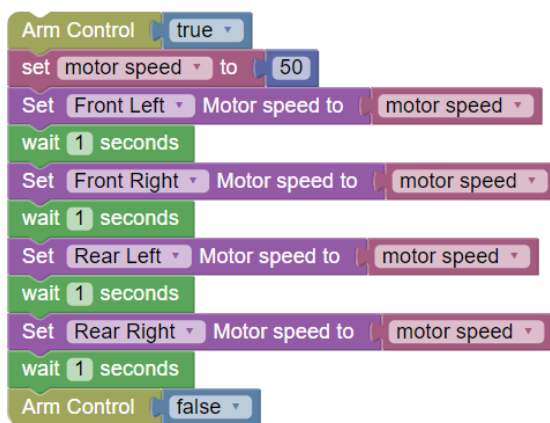 Arm Control true
set motor speed to 50
Set Front Left Motor speed to motor speed
wait 1 seconds
Set Front Right Motor speed to motor speed
wait 1 seconds
Set Rear Left Motor speed to motor speed
wait 1 seconds
Set Rear Right Motor speed to motor speed
wait 1 seconds
Arm Control false